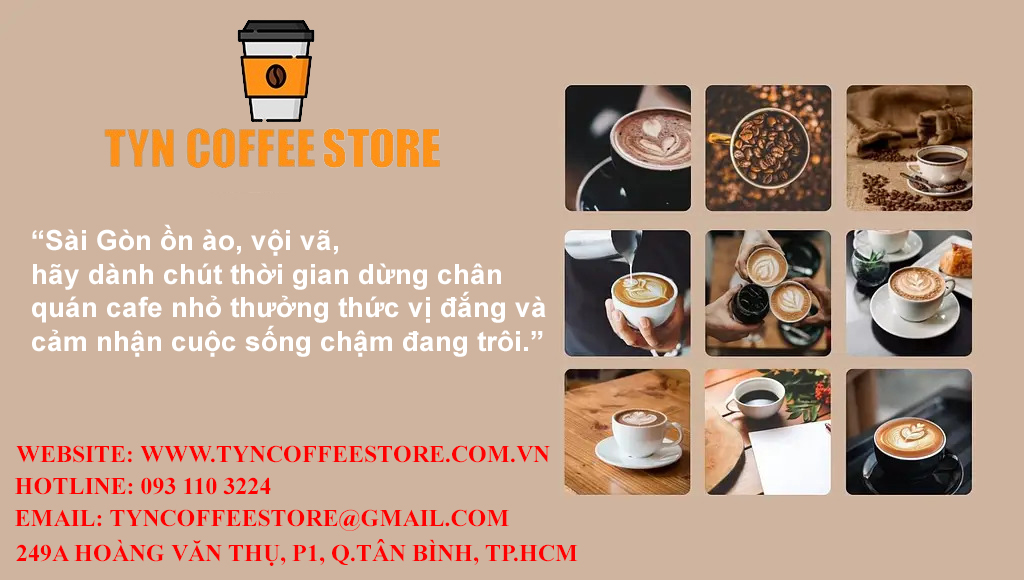 TYN COFFEE STORE
“Sài Gòn ồn ào, vội vã,
hãy dành chút thời gian dừng chân
quán cafe nhỏ thưởng thức vị đắng và
cảm nhận cuộc sống chậm đang trôi.”
WEBSITE: WWW.TYNCOFFEESTORE.COM.VN
HOTLINE: 093 110 3224
EMAIL: TYNCOFFEESTORE@GMAIL.COM
249A HOÀNG VĂN THỤ, P1, Q.TÂN BÌNH, TP.HCM